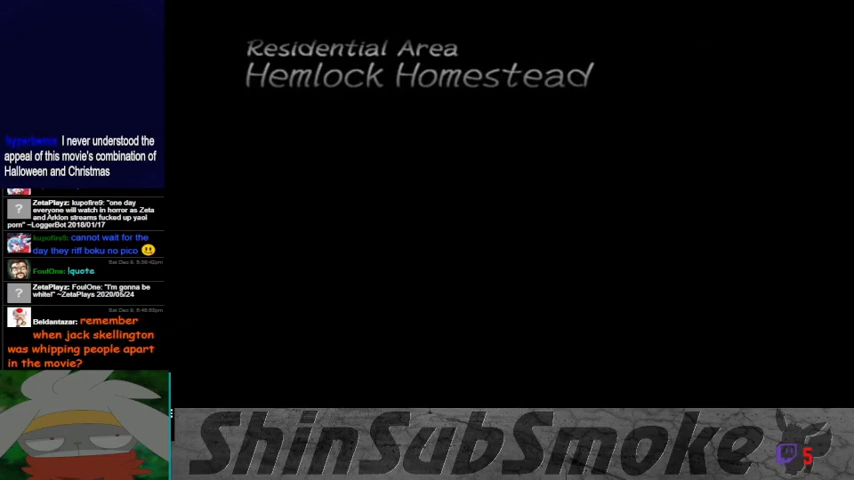 Residential Area
Hemlock Homestead
I never understood the
appeal of this movie's combination of
Halloween and Christmas
ZetaPlayz: kupofire9: "one day
everyone will watch in horror as Zeta
and Arklon streams fucked up yaoi
porn" ~LoggerBot 2018/01/17
kupofire9: cannot wait for the
day they riff boku no pico
FoulOne: !quote
ZetaPlayz: FoulOne: "I'm gonna be
white!" ~ZetaPlays 2020/05/24
Beldantazar: remember
when jack skellington
was whipping people apart
in the movie?
ShinSubSmoke
5